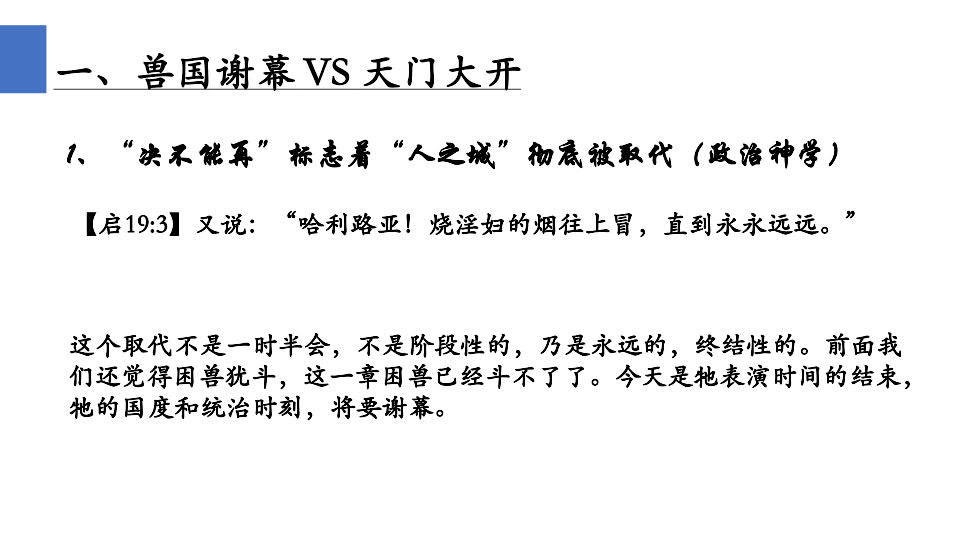 一、兽国谢幕 VS 天门大开
1、“决不能再”标志着“人之城”彻底被取代（政治神学）
【启19:3】又说：“哈利路亚！烧淫妇的烟往上冒，直到永永远远。”
这个取代不是一时半会，不是阶段性的，乃是永远的，终结性的。前面我
们还觉得困兽犹斗，这一章困兽已经斗不了了。今天是牠表演时间的结束，
牠的国度和统治时刻，将要谢幕。